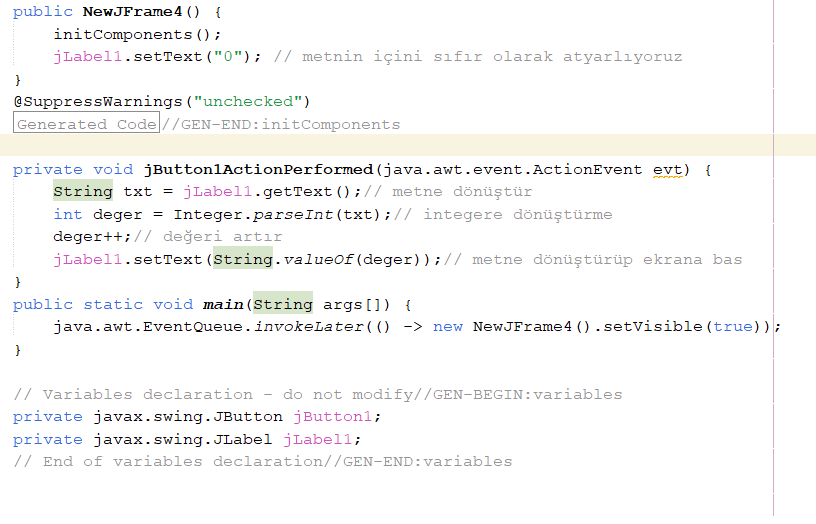 public NewJFrame4() {
initComponents();
jLabel1.setText("0"); // metnin içini sıfır olarak atyarlıyoruz
}
@SuppressWarnings("unchecked")
Generated Code//GEN-END:initComponents
private void jButton1ActionPerformed(java.awt.event.ActionEvent evt) {
String txt = jLabel1.getText();// metne dönüştür
int deger = Integer.parseInt(txt);// integere dönüştürme
deger++;// değeri artır
jLabel1.setText(String.valueOf(deger));// metne dönüştürüp ekrana bas
}
public static void main(String args[]) {
java.awt.EventQueue.invokeLater(() -> new NewJFrame4().setVisible(true));
}
// Variables declaration - do not modify//GEN-BEGIN:variables
private javax.swing.JButton jButton1;
private javax.swing.JLabel jLabel1;
// End of variables declaration//GEN-END:variables